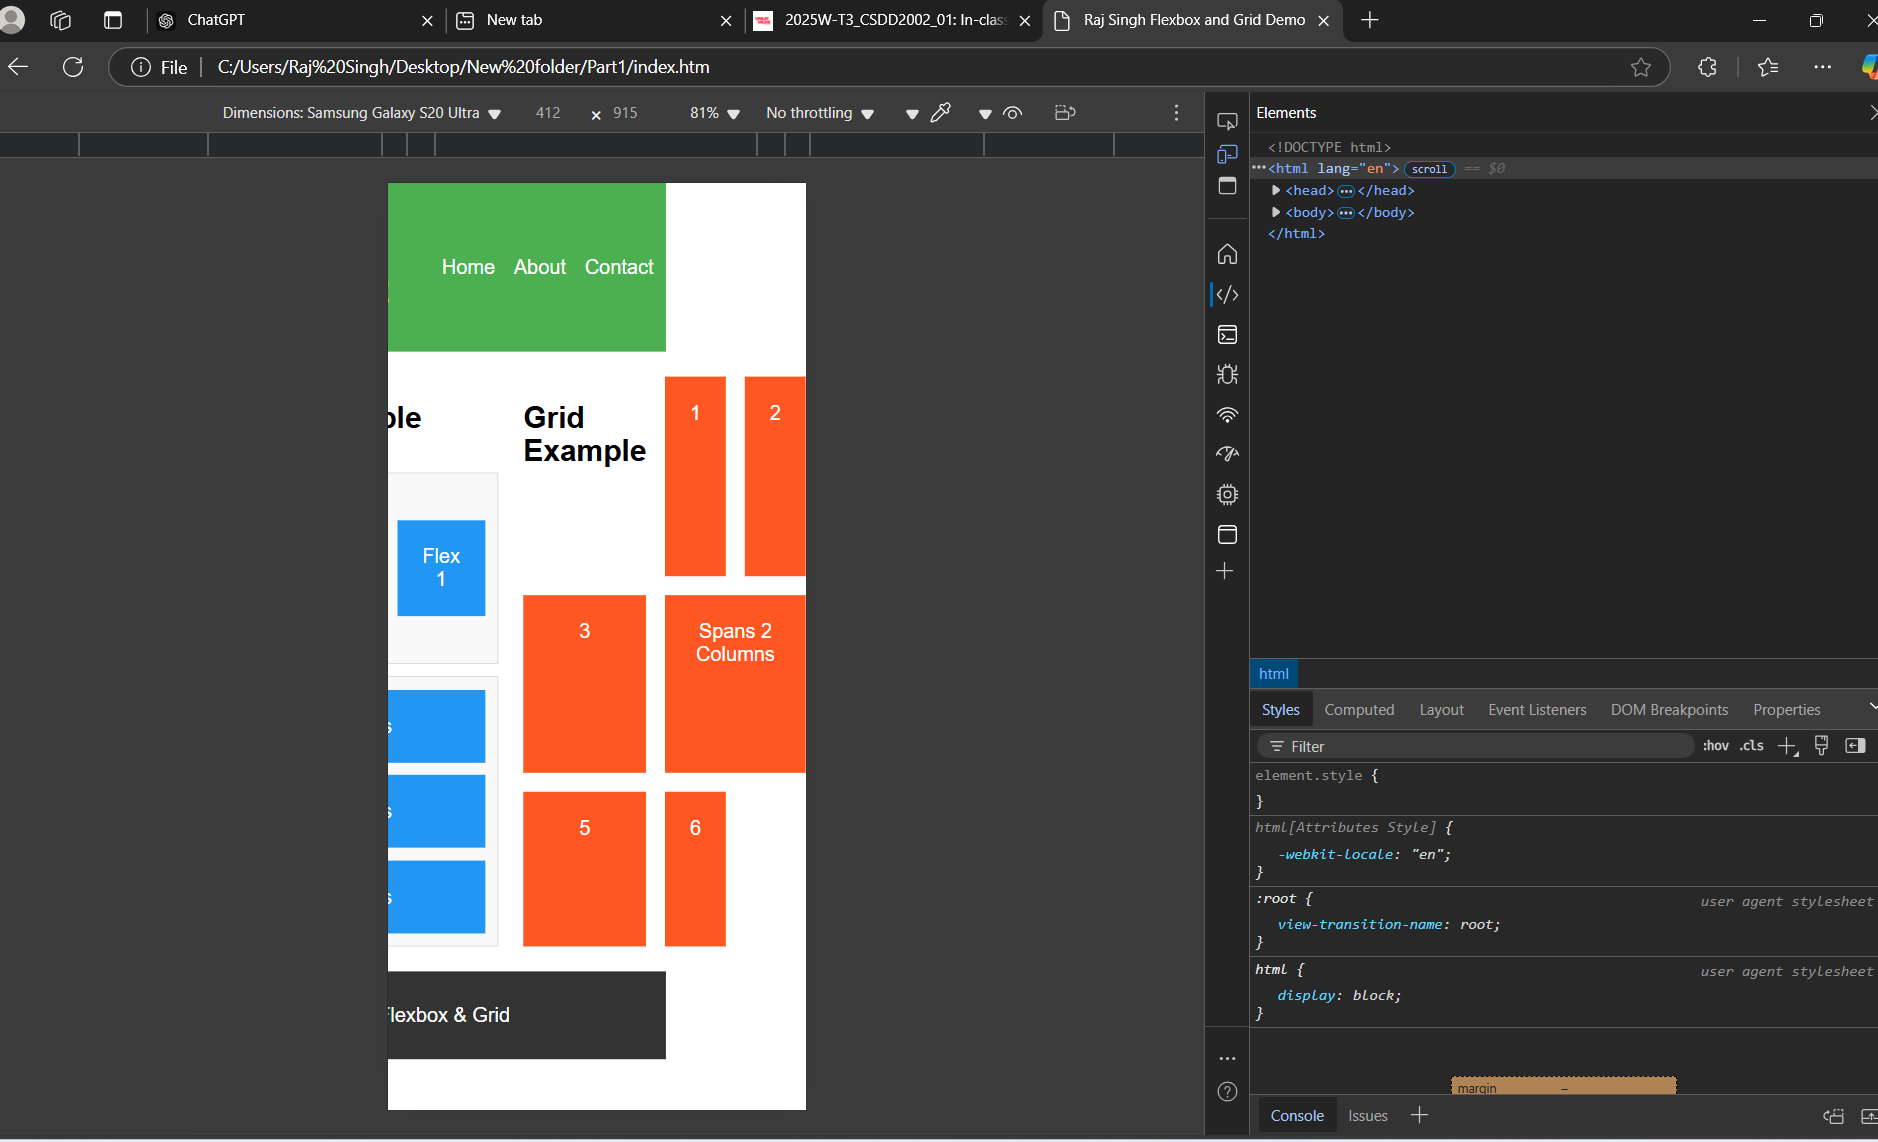 ChatGPT
New tab
2025W-T3_CSDD2002_01: In-clas
Raj Singh Flexbox and Grid Demo
File
C:/Users/Raj%20Singh/Desktop/New%20folder/Part1/index.htm
Dimensions: Samsung Galaxy S20 Ultra
412
×
915
81%
No throttling
Home About Contact
ple
Grid
Example
1
2
Flex
1
3
Spans 2
Columns
s
s
s
5
6
Flexbox & Grid
Elements
<!DOCTYPE html>
<html lang="en"> scroll == $0
<head> </head>
<body> </body>
</html>
html
Styles Computed Layout Event Listeners DOM Breakpoints Properties
Filter
:hov .cls
element.style {
}
html[Attributes Style] {
-webkit-locale: "en";
}
:root { user agent stylesheet
view-transition-name: root;
}
html { user agent stylesheet
display: block;
}
margin –
Console Issues